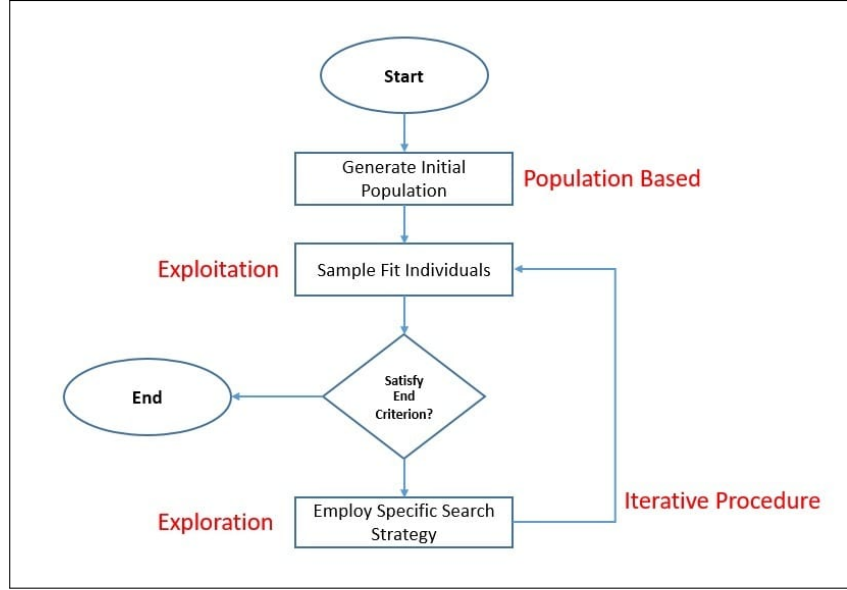 Start
Generate Initial
Population
Population Based
Exploitation
Sample Fit Individuals
Satisfy
End
Criterion?
End
Employ Specific Search
Strategy
Exploration
Iterative Procedure